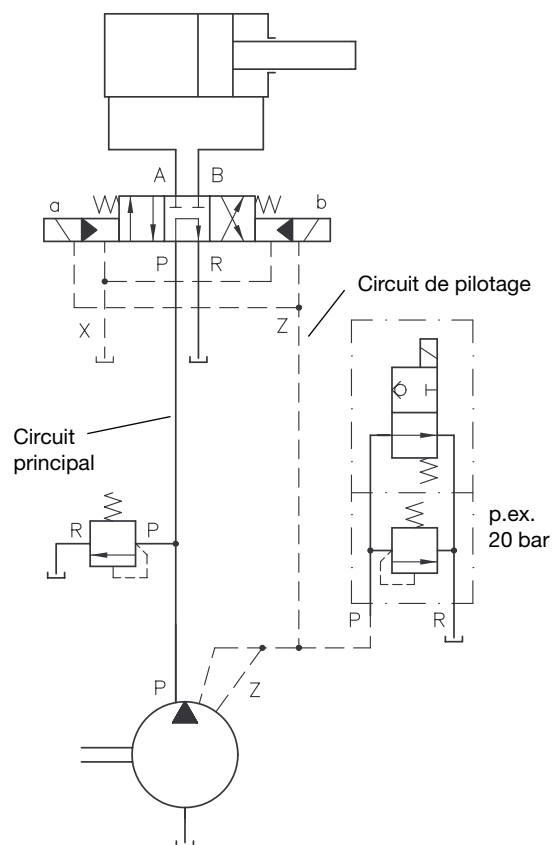 A B
a b
P R
Circuit de pilotage
X Z
Circuit
principal
R P
p.ex.
20 bar
P R
P Z